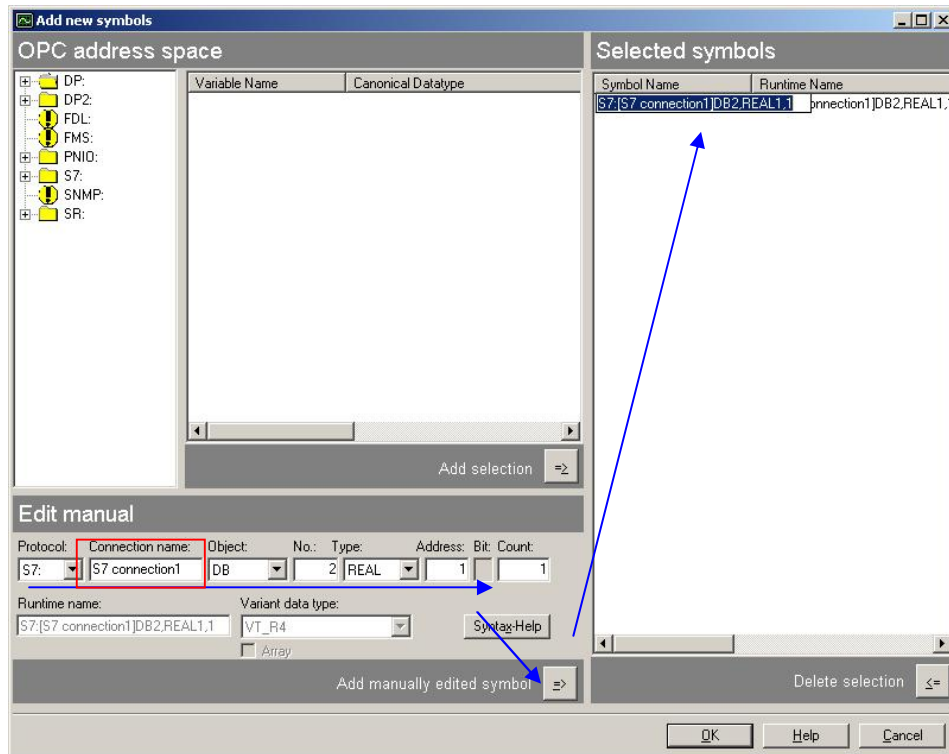 Add new symbols
OPC address space
DP:
DP2:
FDL:
FMS:
PNIO:
S7:
SNMP:
SR:
Variable Name Canonical Datatype
Add selection =>
Selected symbols
Symbol Name Runtime Name
S7:[S7 connection1]DB2,REAL1,1 onnection1]DB2,REAL1,
Edit manual
Protocol: Connection name: Object: No.: Type: Address: Bit: Count:
S7: S7 connection1 DB 2 REAL 1 1
Runtime name: Variant data type:
S7:[S7 connection1]DB2,REAL1,1 VT_R4 Syntax-Help
Array
Add manually edited symbol =>
Delete selection <=
OK Help Cancel